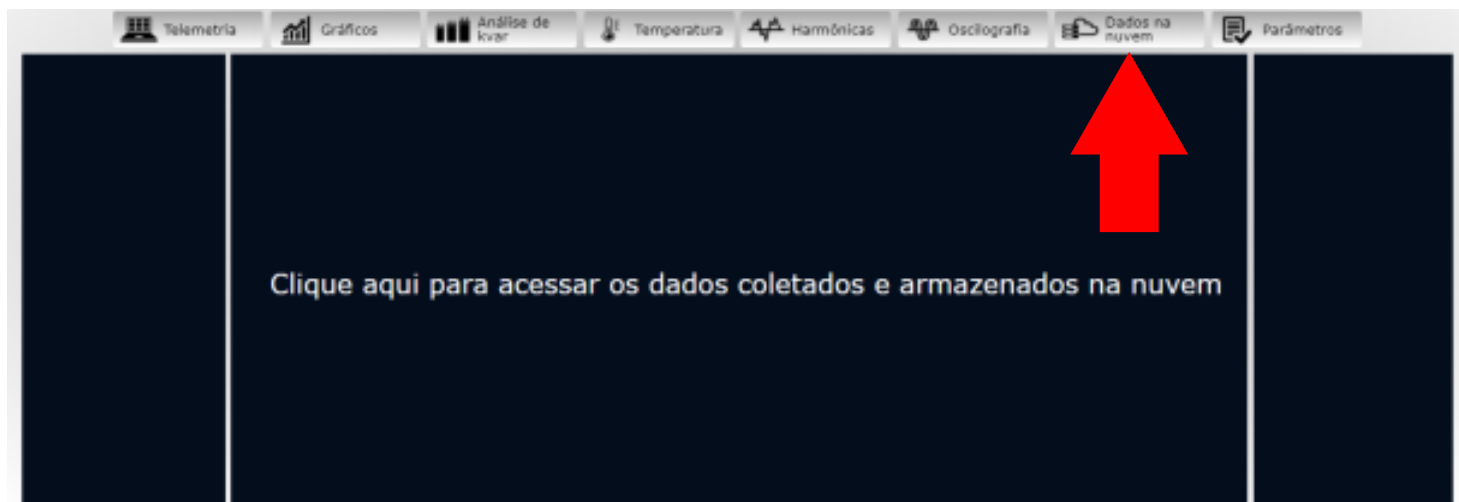 Telemetria
Gráficos
Análise de
kvar
Temperatura
Harmônicas
Oscilografia
Dados na
nuvem
Parâmetros
Clique aqui para acessar os dados coletados e armazenados na nuvem